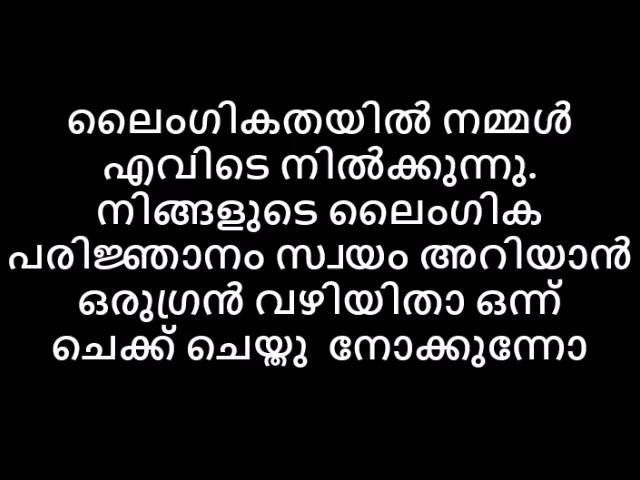 ലൈംഗികതയിൽ നമ്മൾ
എവിടെ നിൽക്കുന്നു.
നിങ്ങളുടെ ലൈംഗിക
പരിജ്ഞാനം സ്വയം അറിയാൻ
ഒരുഗ്രൻ വഴിയിതാ ഒന്ന്
ചെക്ക് ചെയ്തു നോക്കുന്നോ